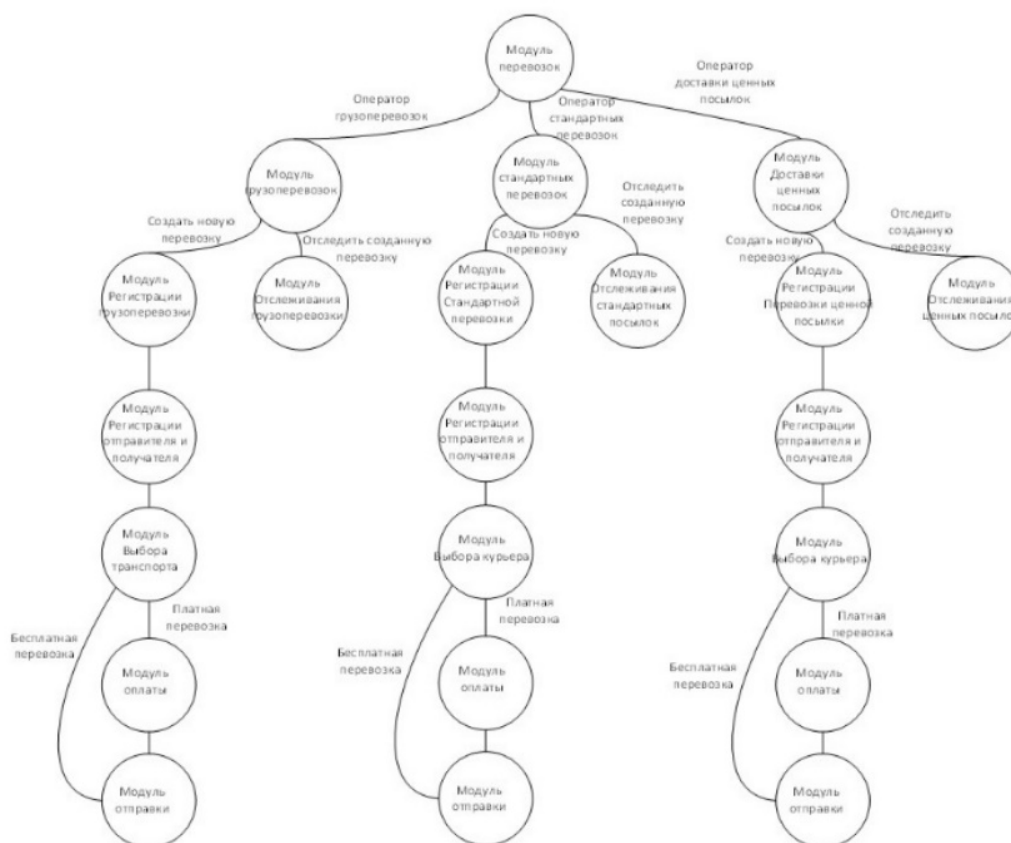 Модуль
перевозок
Оператор
грузоперевозок
Оператор
стандартных
перевозок
Оператор
доставки ценных
посылок
Модуль
грузоперевозок
Модуль
стандартных
перевозок
Модуль
Доставки
ценных
посылок
Создать новую
перевозку
Отследить созданную
перевозку
Создать новую
перевозку
Отследить
созданную
перевозку
Создать новую
перевозку
Отследить
созданную
перевозку
Модуль
Регистрации
грузоперевозки
Модуль
Отслеживания
грузоперевозки
Модуль
Регистрации
Стандартной
перевозки
Модуль
Отслеживания
стандартных
посылок
Модуль
Регистрации
Перевозки ценной
посылки
Модуль
Отслеживания
ценных посылок
Модуль
Регистрации
отправителя и
получателя
Модуль
Регистрации
отправителя и
получателя
Модуль
Регистрации
отправителя и
получателя
Модуль
Выбора
транспорта
Модуль
Выбора курьера
Модуль
Выбора курьера
Бесплатная
перевозка
Платная
перевозка
Бесплатная
перевозка
Платная
перевозка
Бесплатная
перевозка
Платная
перевозка
Модуль
оплаты
Модуль
оплаты
Модуль
оплаты
Модуль
отправки
Модуль
отправки
Модуль
отправки